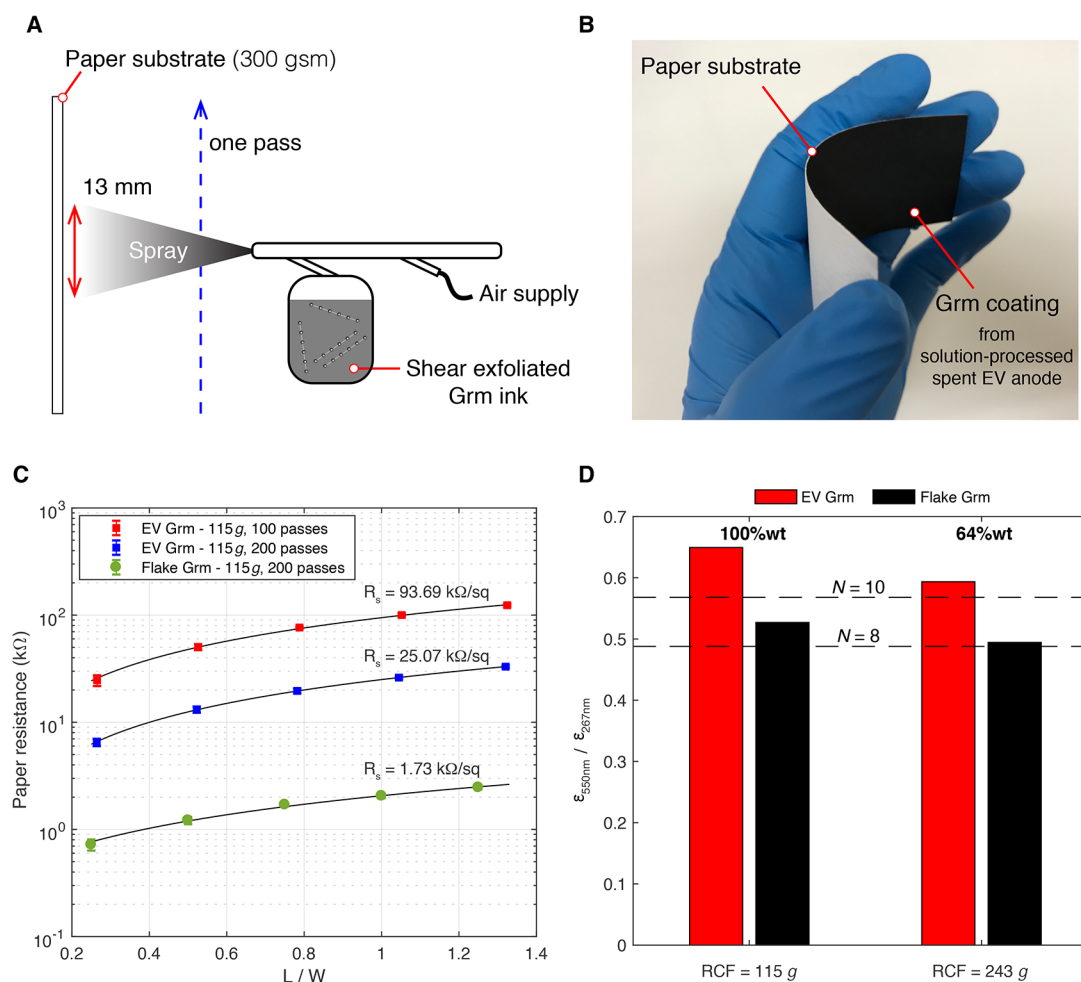 A
Paper substrate (300 gsm)
one pass
13 mm
Spray
Air supply
Shear exfoliated
Grm ink
B
Paper substrate
Grm coating
from
solution-processed
spent EV anode
C
Paper resistance (kΩ)
10³
10²
10¹
10⁰
10⁻¹
EV Grm - 115g, 100 passes
EV Grm - 115g, 200 passes
Flake Grm - 115g, 200 passes
Rₛ = 93.69 kΩ/sq
Rₛ = 25.07 kΩ/sq
Rₛ = 1.73 kΩ/sq
0.2 0.4 0.6 0.8 1 1.2 1.4
L / W
D
EV Grm Flake Grm
ε550nm / ε267nm
0.7
0.6
0.5
0.4
0.3
0.2
0.1
0
100%wt 64%wt
N = 10
N = 8
RCF = 115 g RCF = 243 g